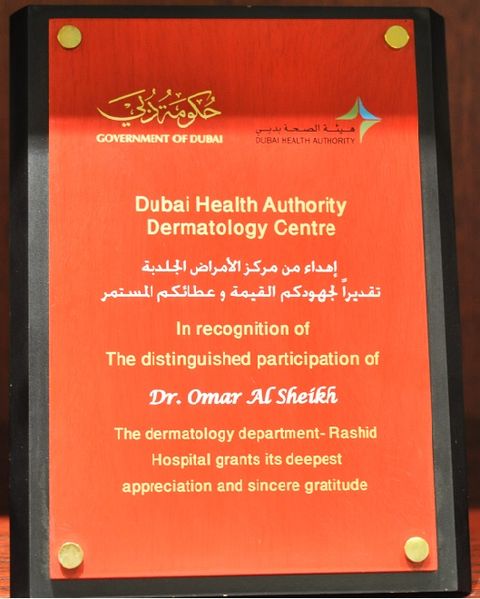 حكومة دبي
GOVERNMENT OF DUBAI
هيئة الصحة بدبي
DUBAI HEALTH AUTHORITY
Dubai Health Authority
Dermatology Centre
إهداء من مركز الأمراض الجلدية
تقديراً لجهودكم القيمة و عطائكم المستمر
In recognition of
The distinguished participation of
Dr. Omar Al Sheikh
The dermatology department- Rashid
Hospital grants its deepest
appreciation and sincere gratitude